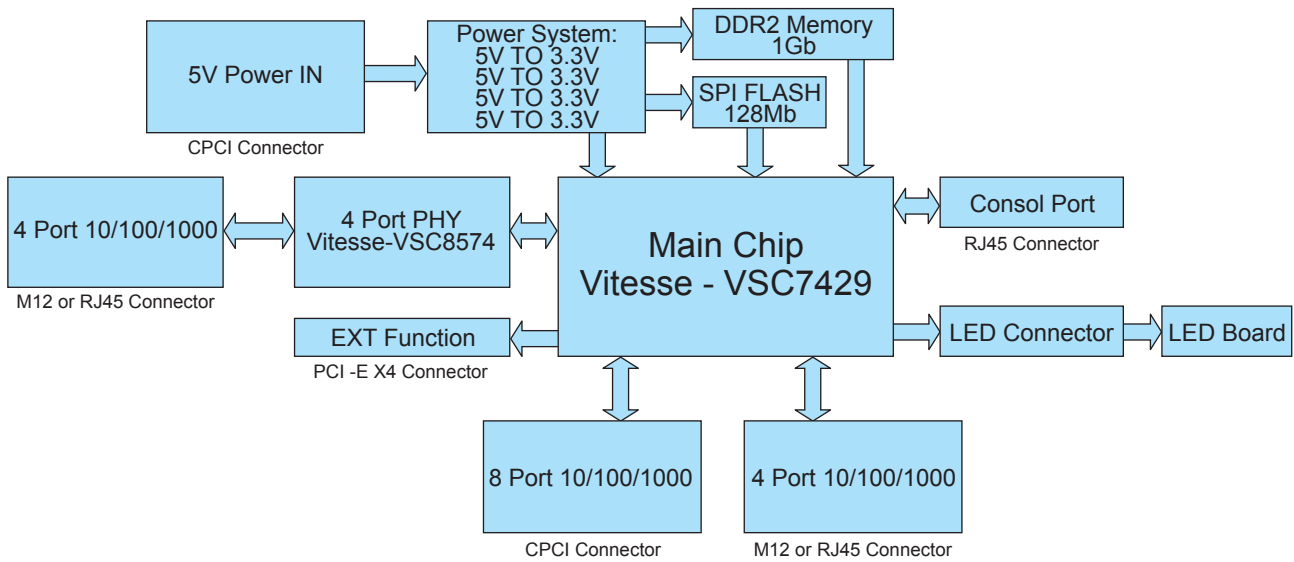 5V Power IN
CPCI Connector
Power System:
5V TO 3.3V
5V TO 3.3V
5V TO 3.3V
5V TO 3.3V
DDR2 Memory
1Gb
SPI FLASH
128Mb
4 Port 10/100/1000
M12 or RJ45 Connector
4 Port PHY
Vitesse-VSC8574
Main Chip
Vitesse - VSC7429
Consol Port
RJ45 Connector
EXT Function
PCI -E X4 Connector
LED Connector
LED Board
8 Port 10/100/1000
CPCI Connector
4 Port 10/100/1000
M12 or RJ45 Connector